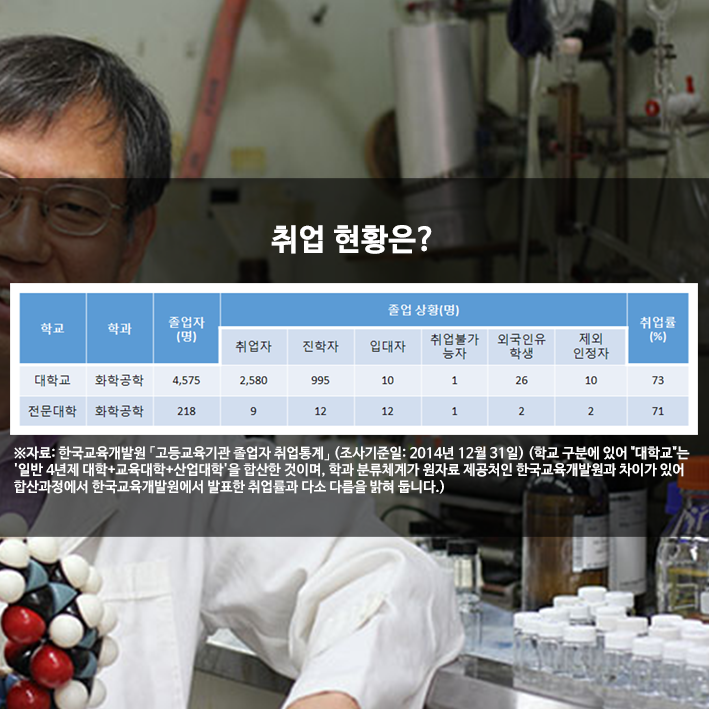 취업 현황은?
학교 학과 졸업자 (명) 졸업 상황(명) 취업률 (%)
취업자 진학자 입대자 취업불가능자 외국인유학생 제외 인정자
대학교 화학공학 4,575 2,580 995 10 1 26 10 73
전문대학 화학공학 218 9 12 12 1 2 2 71
※자료: 한국교육개발원 「고등교육기관 졸업자 취업통계」 (조사기준일: 2014년 12월 31일) (학교 구분에 있어 "대학교"는
'일반 4년제 대학+교육대학+산업대학'을 합산한 것이며, 학과 분류체계가 원자료 제공처인 한국교육개발원과 차이가 있어
합산과정에서 한국교육개발원에서 발표한 취업률과 다소 다름을 밝혀 둡니다.)